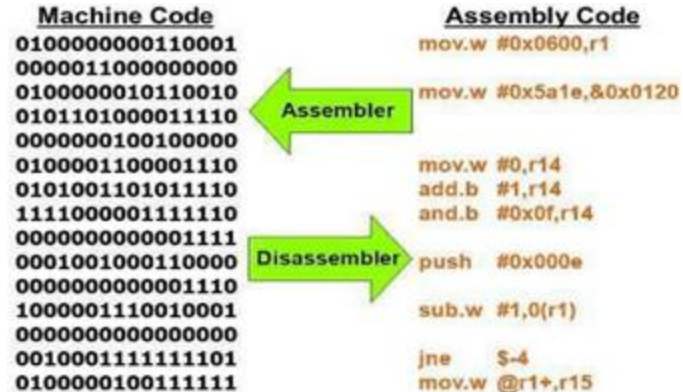 Machine Code Assembly Code
0100000000110001 mov.w #0x0600,r1
0000011000000000
0100000010110010 mov.w #0x5a1e,&0x0120
0101101000011110
Assembler
0000000100100000
0100001100001110 mov.w #0,r14
0101001101011110 add.b #1,r14
1111000001111110 and.b #0x0f,r14
0000000000001111
0001001000110000 Disassembler push #0x000e
0000000000001110
1000001110010001 sub.w #1,0(r1)
0000000000000000
0010001111111101 jne $-4
0100000100111111 mov.w @r1+,r15